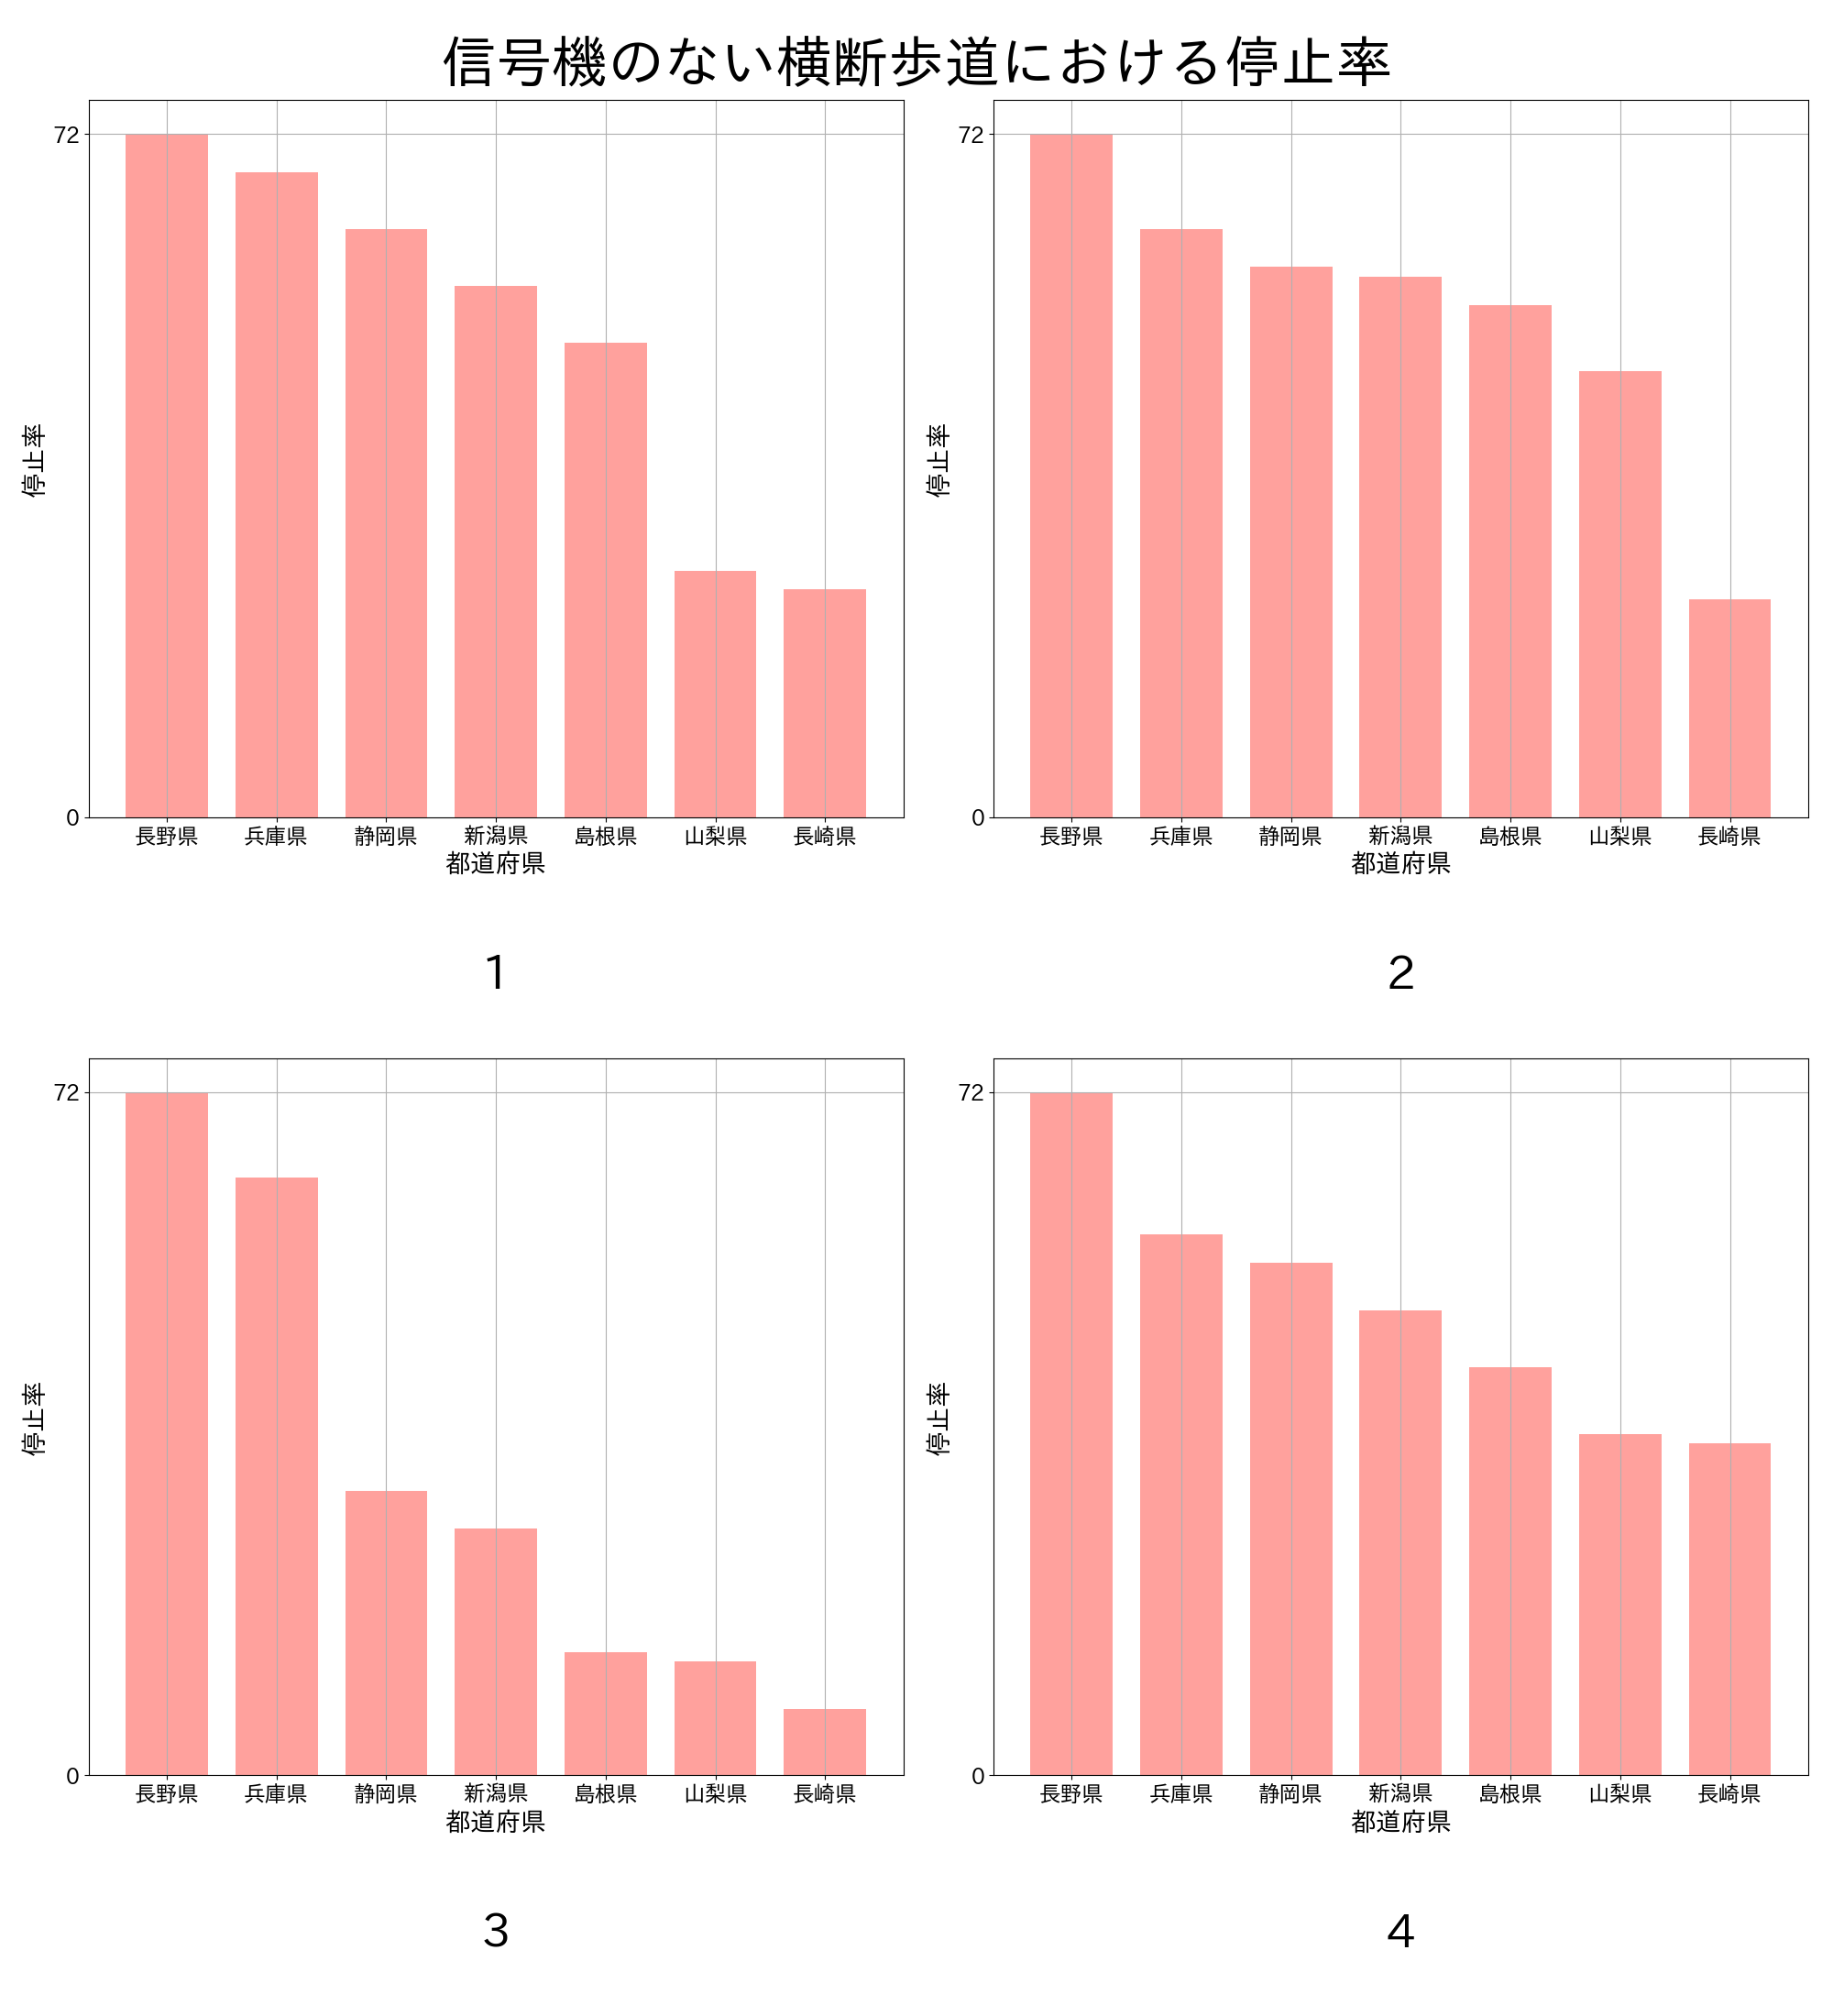 信号機のない横断歩道における停止率
72
停止率
0
長野県 兵庫県 静岡県 新潟県 島根県 山梨県 長崎県
都道府県
1
72
停止率
0
長野県 兵庫県 静岡県 新潟県 島根県 山梨県 長崎県
都道府県
2
72
停止率
0
長野県 兵庫県 静岡県 新潟県 島根県 山梨県 長崎県
都道府県
3
72
停止率
0
長野県 兵庫県 静岡県 新潟県 島根県 山梨県 長崎県
都道府県
4